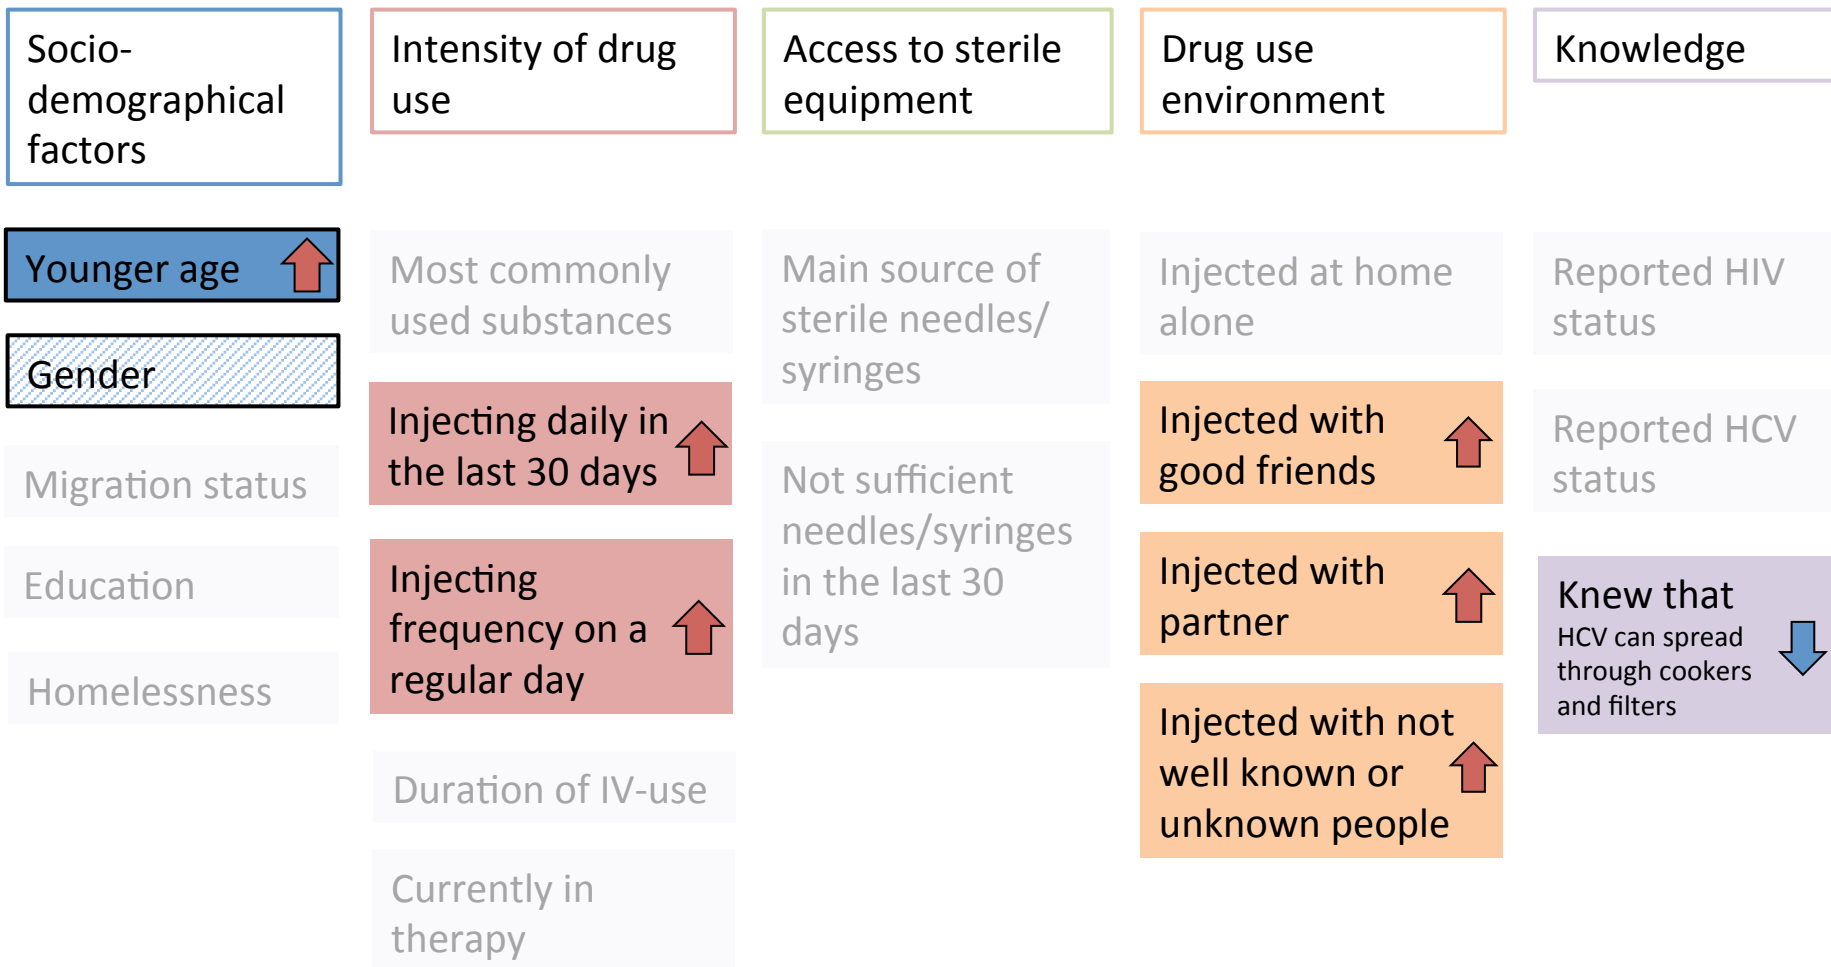 Socio-
demographical
factors
Younger age
Gender
Migration status
Education
Homelessness
Intensity of drug
use
Most commonly
used substances
Injecting daily in
the last 30 days
Injecting
frequency on a
regular day
Duration of IV-use
Currently in
therapy
Access to sterile
equipment
Main source of
sterile needles/
syringes
Not sufficient
needles/syringes
in the last 30
days
Drug use
environment
Injected at home
alone
Injected with
good friends
Injected with
partner
Injected with not
well known or
unknown people
Knowledge
Reported HIV
status
Reported HCV
status
Knew that
HCV can spread
through cookers
and filters